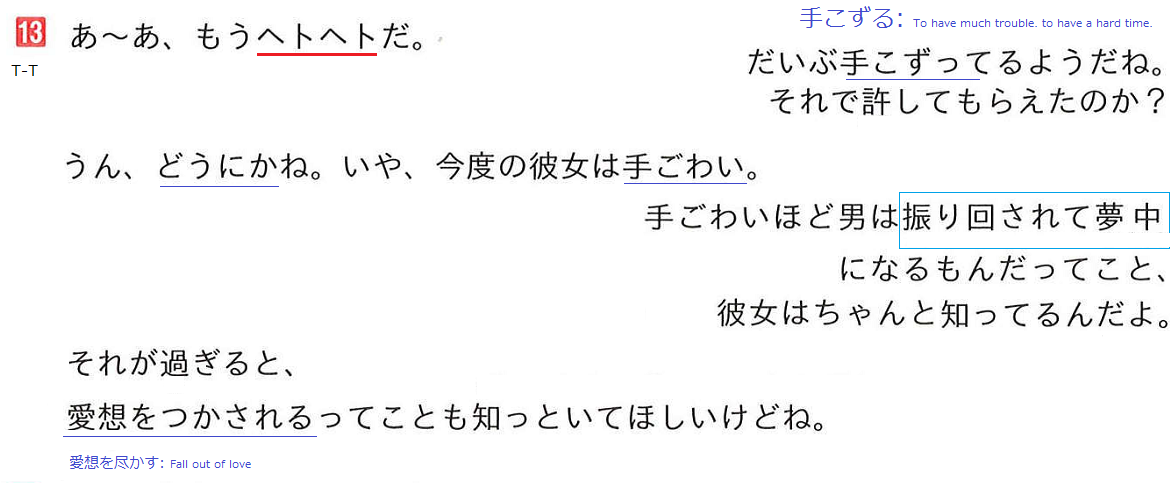 13 あ〜あ、もうヘトヘトだ。
T-T
手こずる: To have much trouble. to have a hard time.
だいぶ手こずってるようだね。
それで許してもらえたのか？
うん、どうにかね。いや、今度の彼女は手ごわい。
手ごわいほど男は振り回されて夢中
になるもんだってこと、
彼女はちゃんと知ってるんだよ。
それが過ぎると、
愛想をつかされるってことも知っといてほしいけどね。
愛想を尽かす: Fall out of love